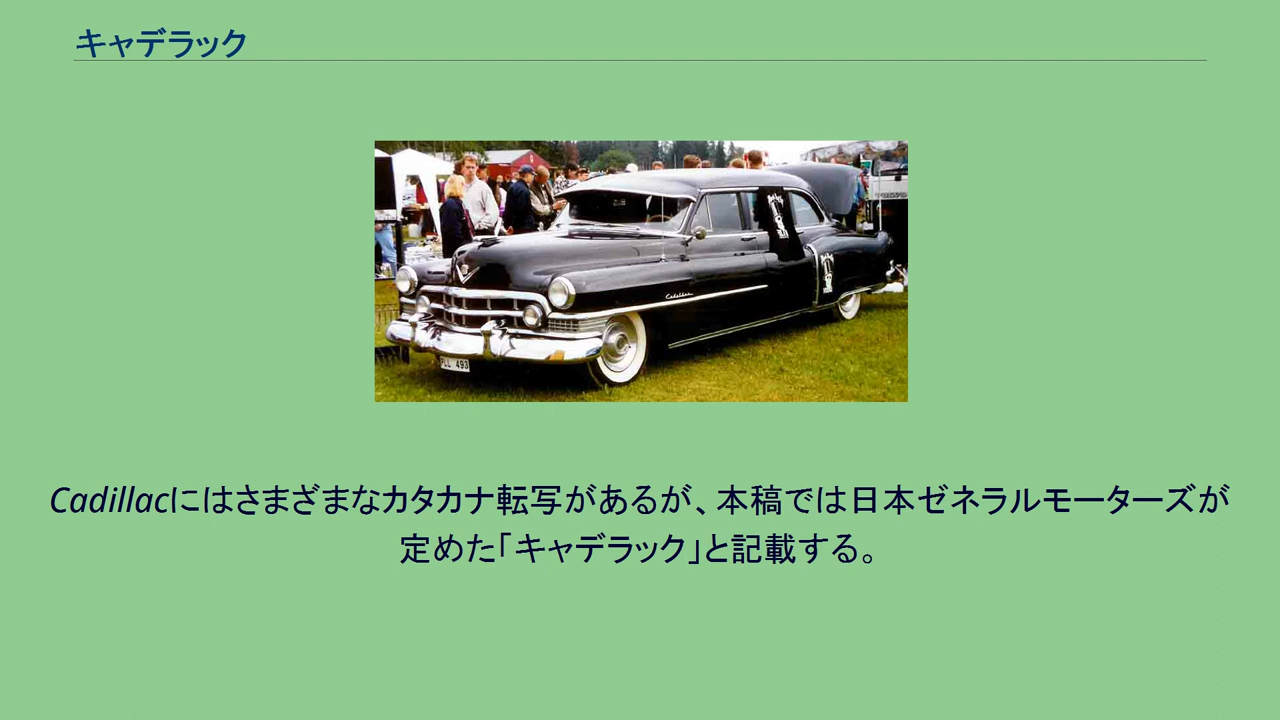 キャデラック
Cadillac
PLL 493
Cadillacにはさまざまなカタカナ転写があるが、本稿では日本ゼネラルモーターズが
定めた「キャデラック」と記載する。